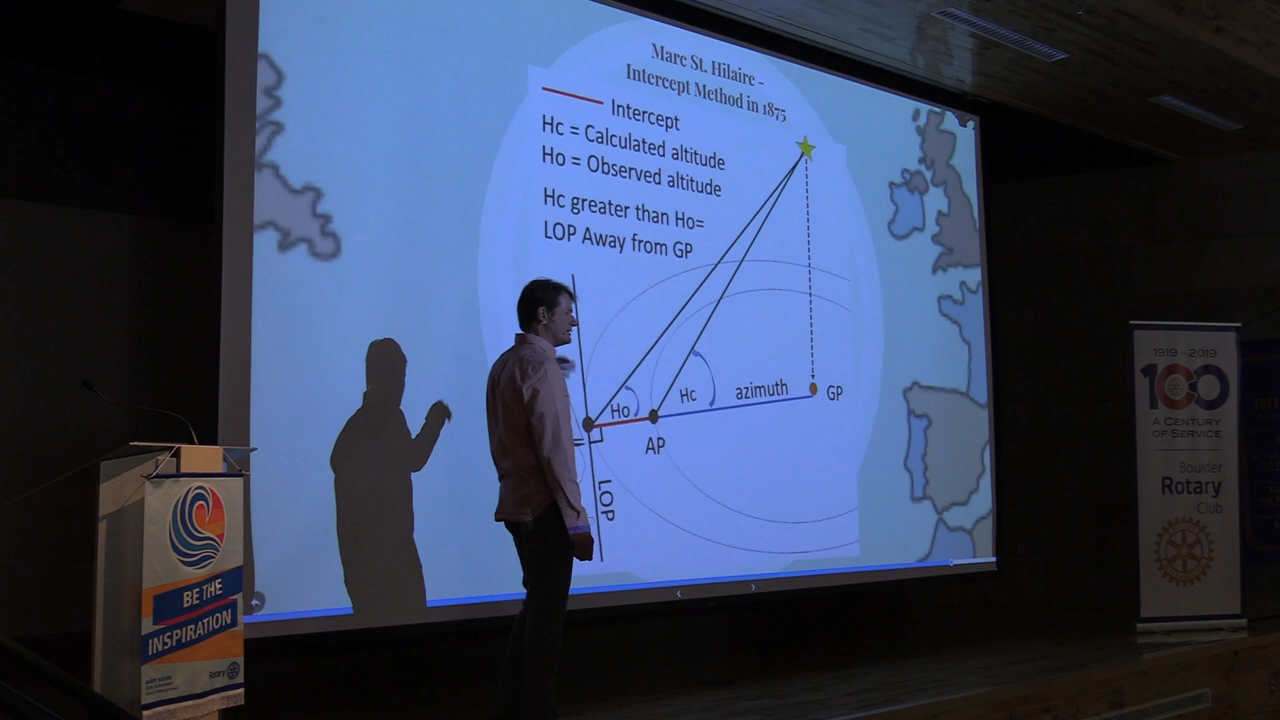 Marc St. Hilaire -
Intercept Method in 1875
Intercept
Hc = Calculated altitude
Ho = Observed altitude
Hc greater than Ho=
LOP Away from GP
Ho
Hc
azimuth
GP
AP
LOP
BE THE
INSPIRATION
Rotary
1919 - 2019
100
A CENTURY
OF SERVICE
Boulder
Rotary
Club